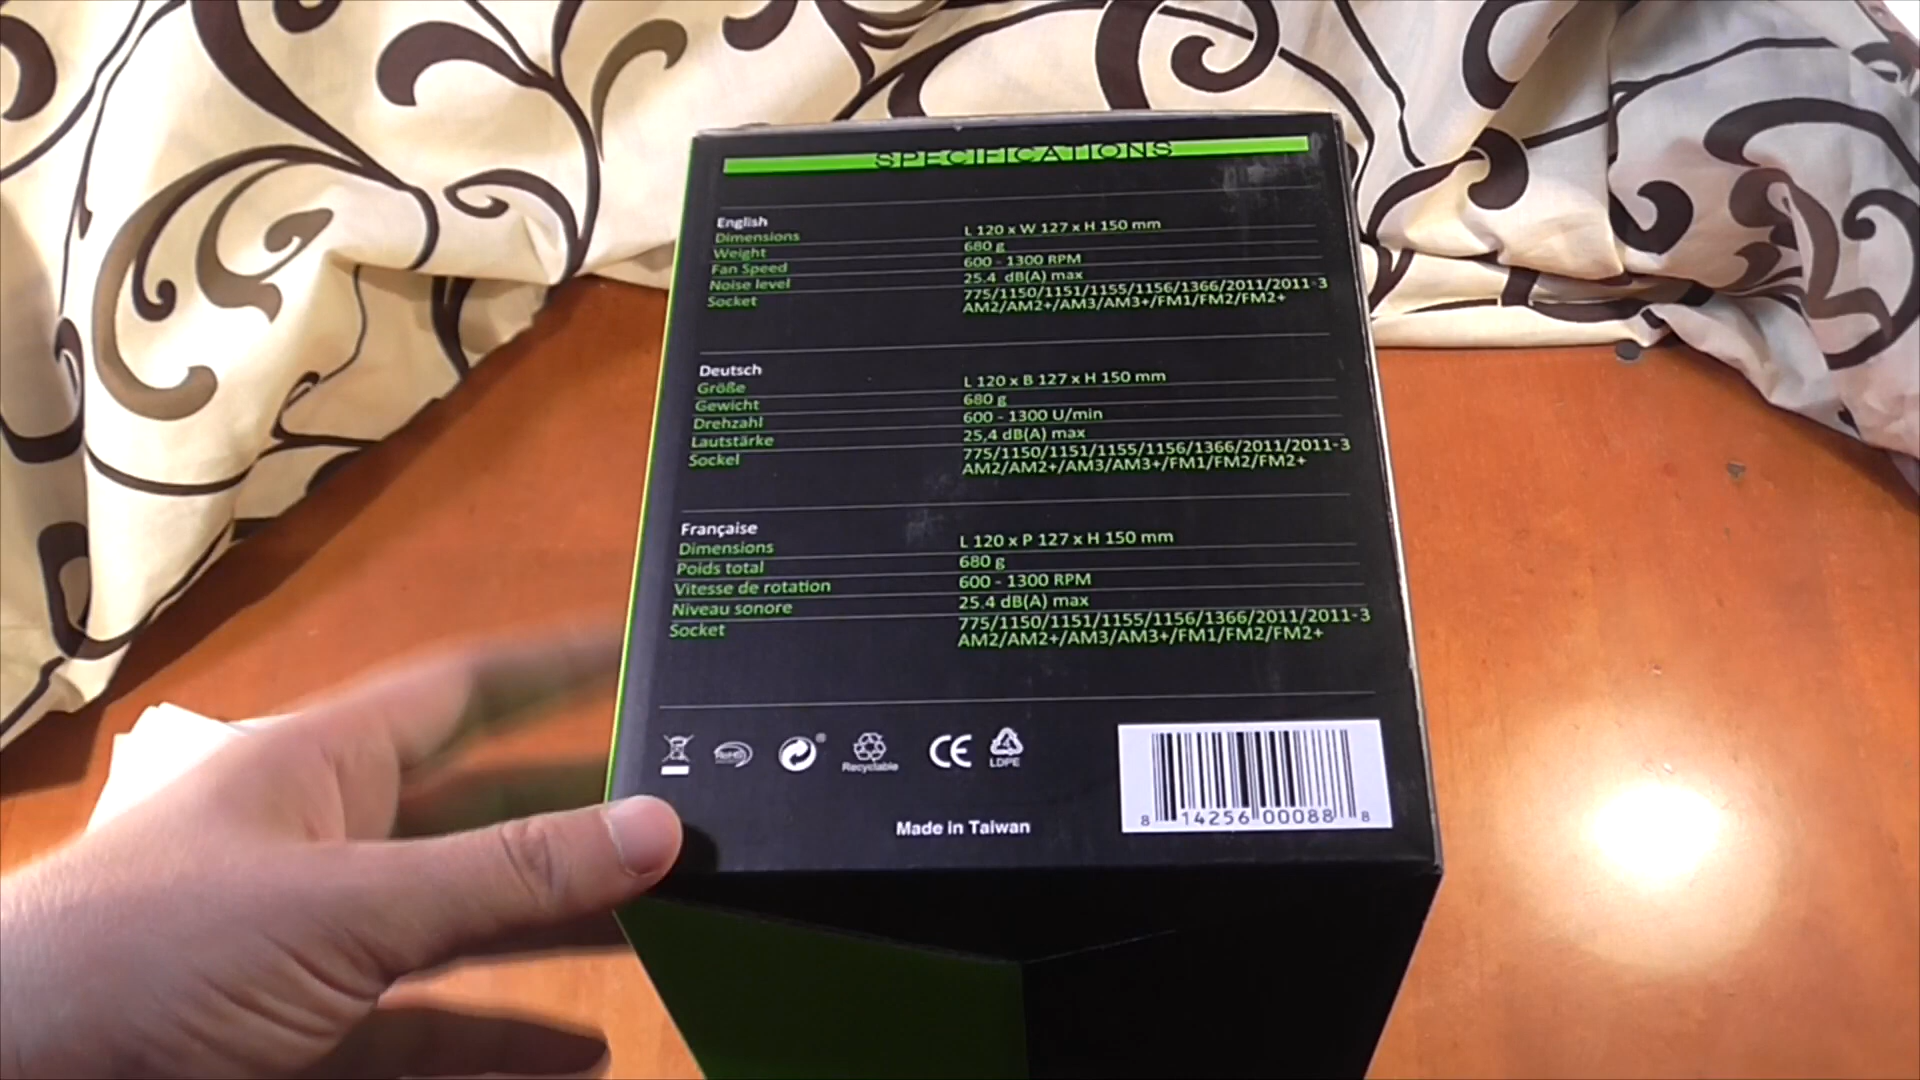 SPECIFICATIONS
English
Dimensions L 120 x W 127 x H 150 mm
Weight 680 g
Fan Speed 600 - 1300 RPM
Noise level 25.4 dB(A) max
Socket 775/1150/1151/1155/1156/1366/2011/2011-3
AM2/AM2+/AM3/AM3+/FM1/FM2/FM2+
Deutsch
Größe L 120 x B 127 x H 150 mm
Gewicht 680 g
Drehzahl 600 - 1300 U/min
Lautstärke 25,4 dB(A) max
Sockel 775/1150/1151/1155/1156/1366/2011/2011-3
AM2/AM2+/AM3/AM3+/FM1/FM2/FM2+
Française
Dimensions L 120 x P 127 x H 150 mm
Poids total 680 g
Vitesse de rotation 600 - 1300 RPM
Niveau sonore 25.4 dB(A) max
Socket 775/1150/1151/1155/1156/1366/2011/2011-3
AM2/AM2+/AM3/AM3+/FM1/FM2/FM2+
RoHS ® Recyclable CE 4 LDPE
Made in Taiwan
8 14256 00088 8